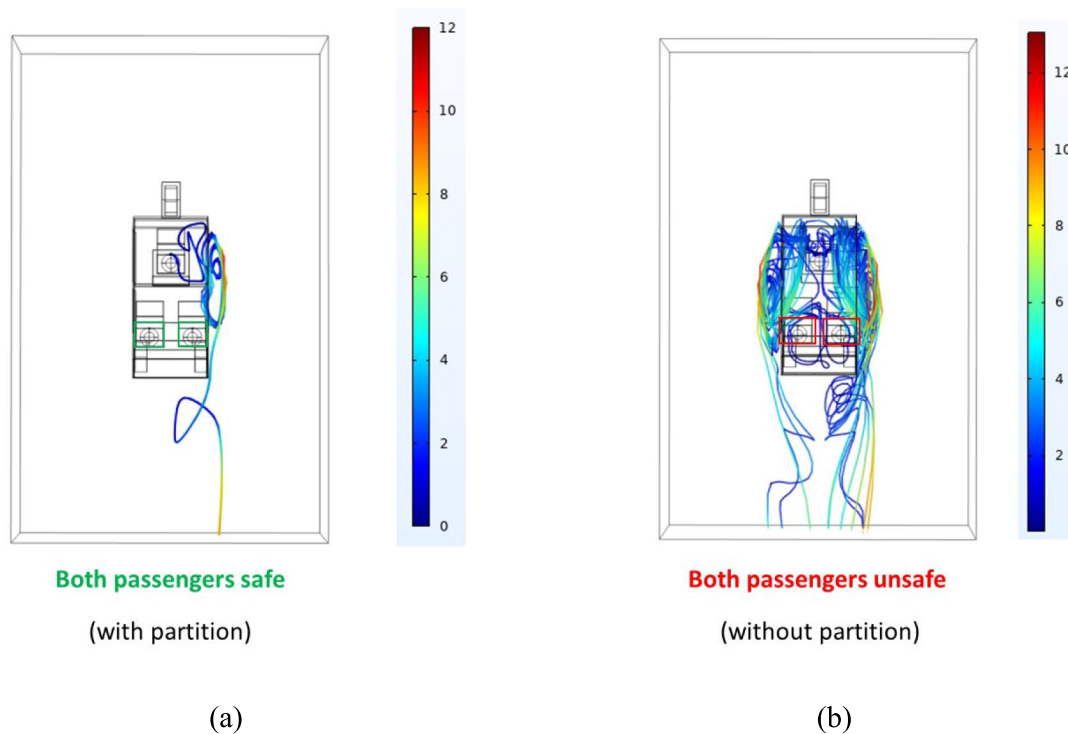 12
10
8
6
4
2
0
12
10
8
6
4
2
Both passengers safe
Both passengers unsafe
(with partition)
(without partition)
(a)
(b)